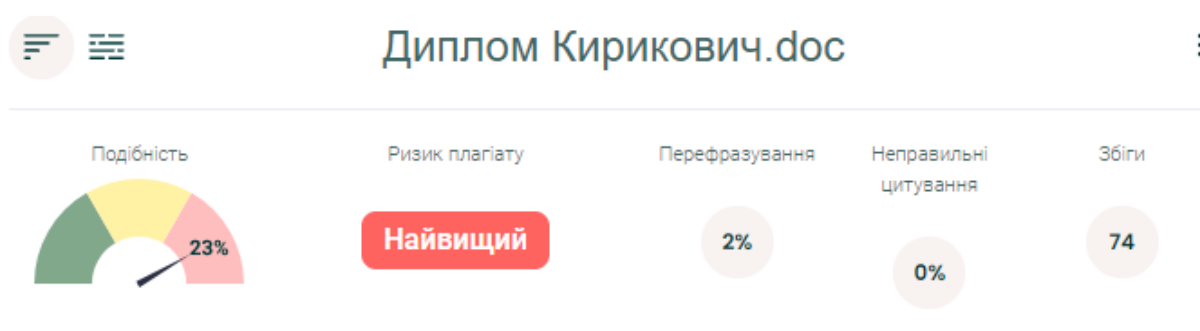 Диплом Кирикович.doc
Подібність
Ризик плагіату
Перефразування
Неправильні
цитування
Збіги
23%
Найвищий
2%
0%
74